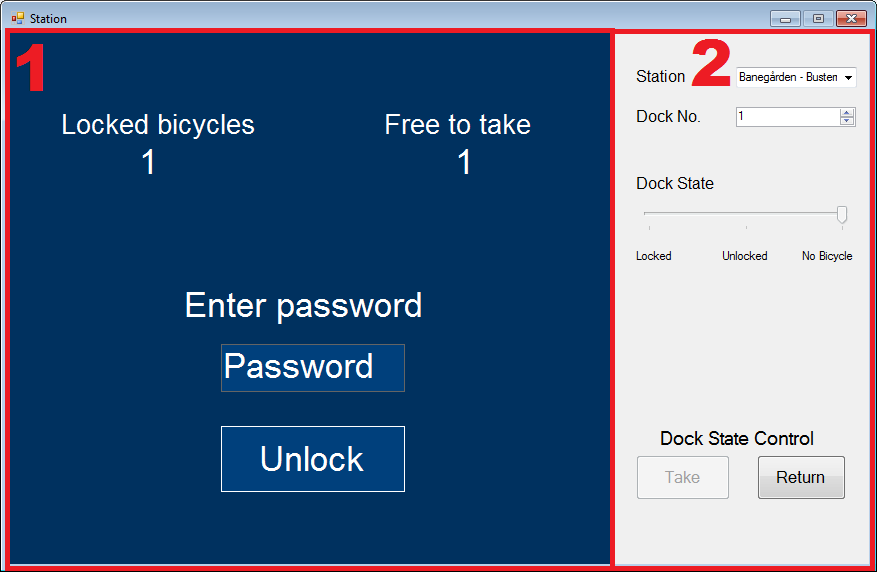 Station
1
Locked bicycles
1
Free to take
1
Enter password
Password
Unlock
2
Station
Banegården - Busten
Dock No.
1
Dock State
Locked Unlocked No Bicycle
Dock State Control
Take Return